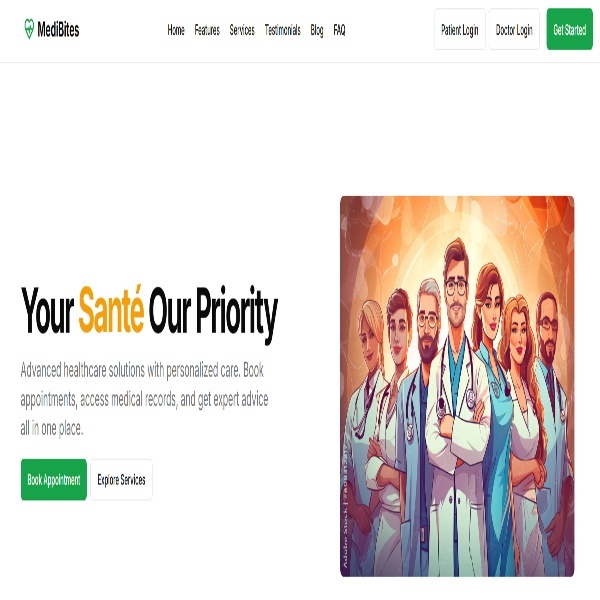 MediBites
Home Features Services Testimonials Blog FAQ
Patient Login Doctor Login Get Started
Your Santé Our Priority
Advanced healthcare solutions with personalized care. Book
appointments, access medical records, and get expert advice
all in one place.
Book Appointment Explore Services
Adobe Stock |